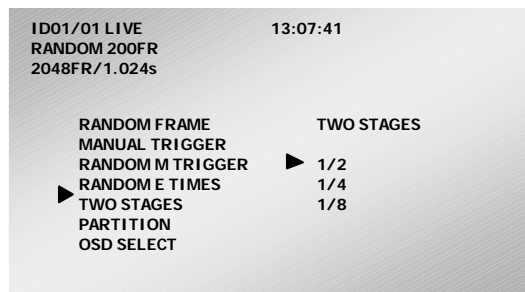 ID01/01 LIVE 13:07:41
RANDOM 200FR
2048FR/1.024s
RANDOM FRAME TWO STAGES
MANUAL TRIGGER
RANDOM M TRIGGER 1/2
RANDOM E TIMES 1/4
TWO STAGES 1/8
PARTITION
OSD SELECT